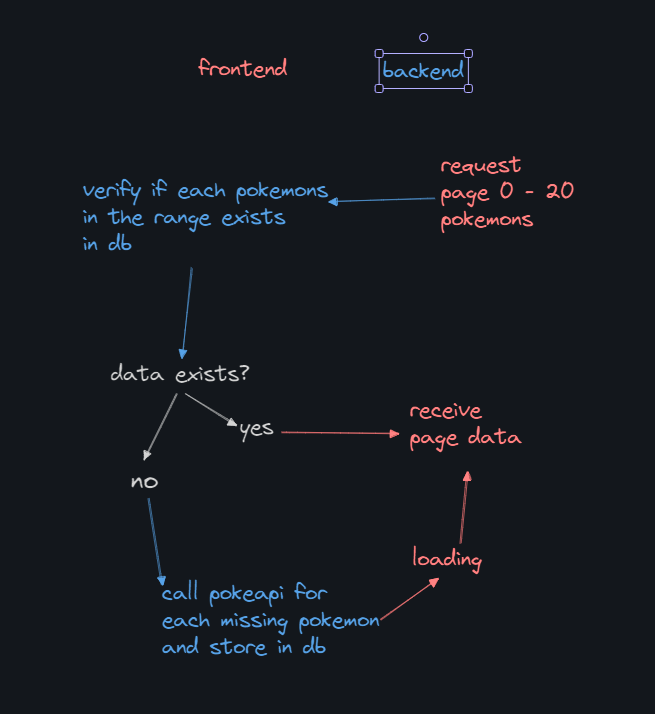 frontend
backend
request
page 0 - 20
pokemons
verify if each pokemons
in the range exists
in db
data exists?
yes
no
receive
page data
loading
call pokeapi for
each missing pokemon
and store in db